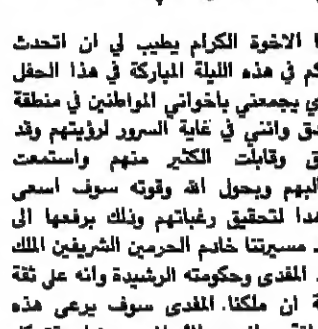 ا الاخوة الكرام يطيب لي ان اتحدث
كم في هذه الليلة المباركة في هذا الحفل
ي يجمعني باخواني المواطنين في منطقة
دق وانني في غاية السرور لرؤيتهم وقد
ق وقابلت الكثير منهم واستمعت
البهم وبحول الله وقوته سوف اسعى
هدا لتحقيق رغباتهم وذلك برفعها الى
مسيرتنا خادم الحرمين الشريفين الملك
المفدى وحكومته الرشيدة وانه على ثقة
ة ان ملكنا. المفدى سوف يرعى هذه